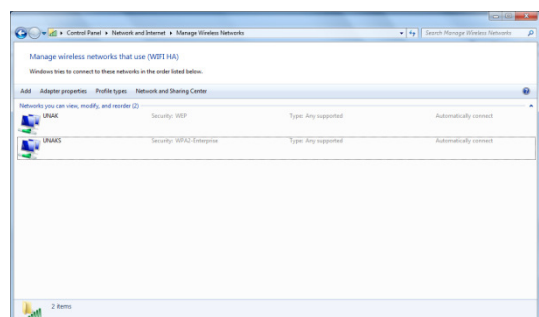 Control Panel ▸ Network and Internet ▸ Manage Wireless Networks
Search Manage Wireless Networks
Manage wireless networks that use (WIFI HA)
Windows tries to connect to these networks in the order listed below.
Add Adapter properties Profile types Network and Sharing Center
Networks you can view, modify, and reorder (2)
UNAK Security: WEP Type: Any supported Automatically connect
UNAKS Security: WPA2-Enterprise Type: Any supported Automatically connect
2 items